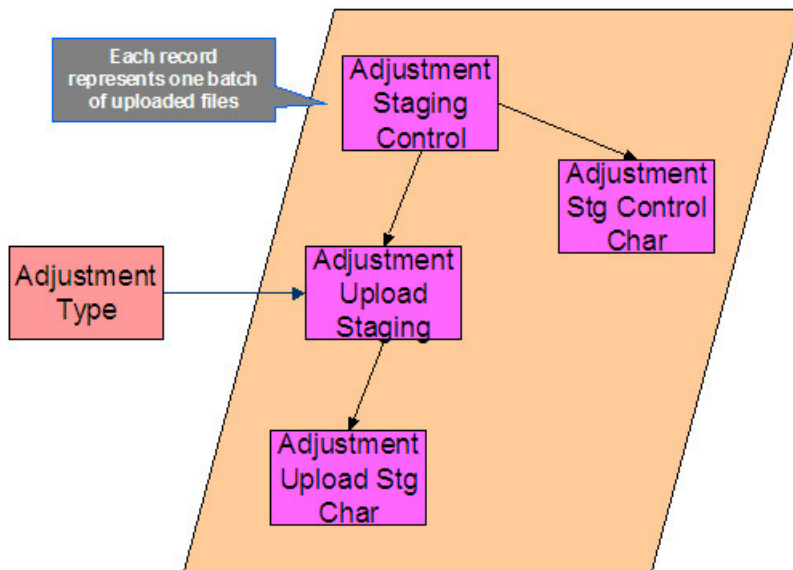 Each record
represents one batch
of uploaded files
Adjustment
Staging
Control
Adjustment
Stg Control
Char
Adjustment
Type
Adjustment
Upload
Staging
Adjustment
Upload Stg
Char